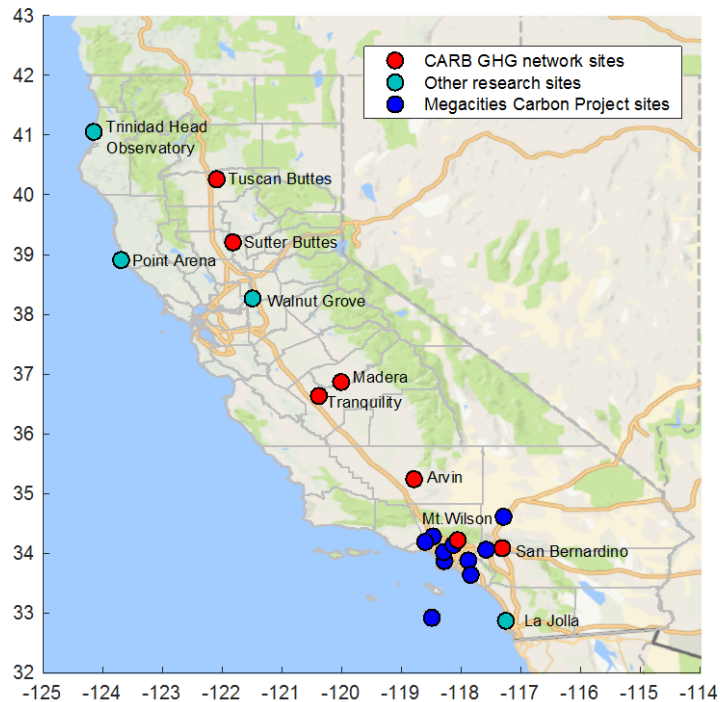 43
42
41
40
39
38
37
36
35
34
33
32
CARB GHG network sites
Other research sites
Megacities Carbon Project sites
Trinidad Head
Observatory
Tuscan Buttes
Sutter Buttes
Point Arena
Walnut Grove
Madera
Tranquility
Arvin
Mt.Wilson
San Bernardino
La Jolla
-125 -124 -123 -122 -121 -120 -119 -118 -117 -116 -115 -114